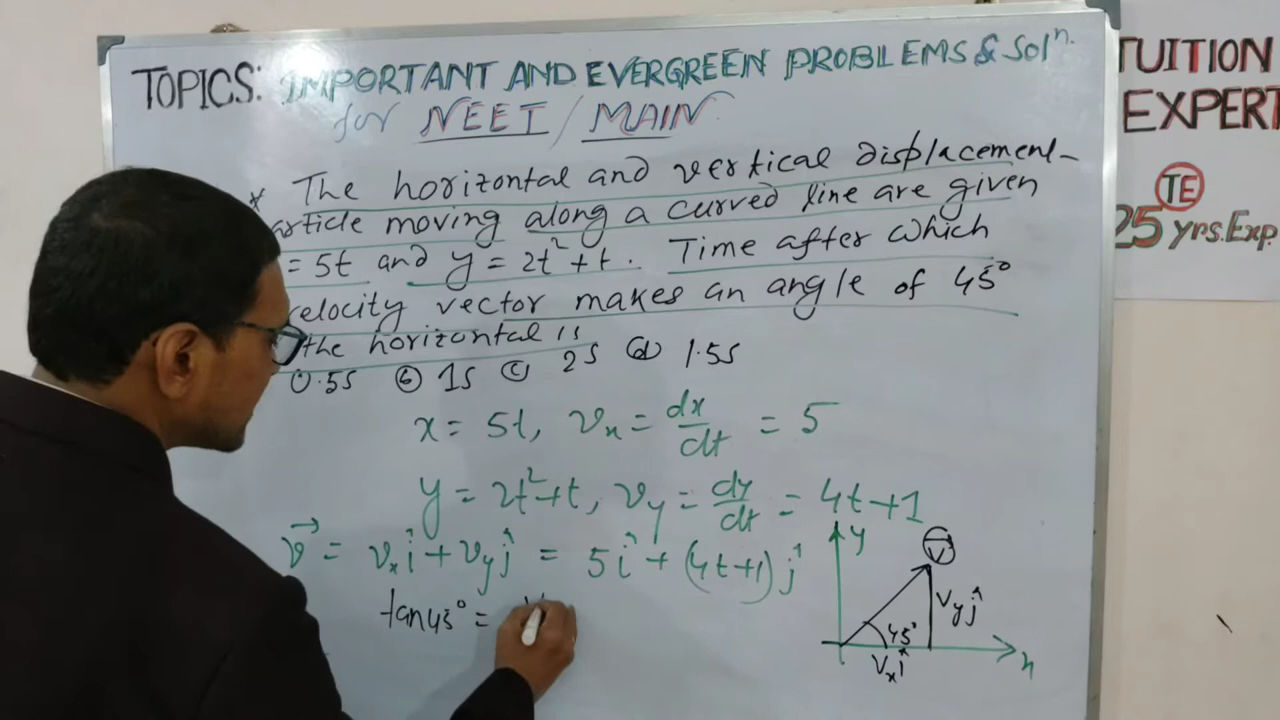 TOPICS: IMPORTANT AND EVERGREEN PROBLEMS & Solⁿ.
for NEET / MAIN
* The horizontal and vertical displacement
article moving along a curved line are given
= 5t and y = 2t² + t. Time after which
velocity vector makes an angle of 45°
the horizontal is
0.5s ⓑ 1s ⓒ 2s ⓓ 1.5s
x = 5t, vx = dx/dt = 5
y = 2t² + t, vy = dy/dt = 4t + 1
v⃗ = vx î + vy ĵ = 5 î + (4t + 1) ĵ
tan 45° =
y
V⃗
Vy ĵ
45°
Vx î
x
TUITION
EXPERT
TE
25 yrs. Exp.